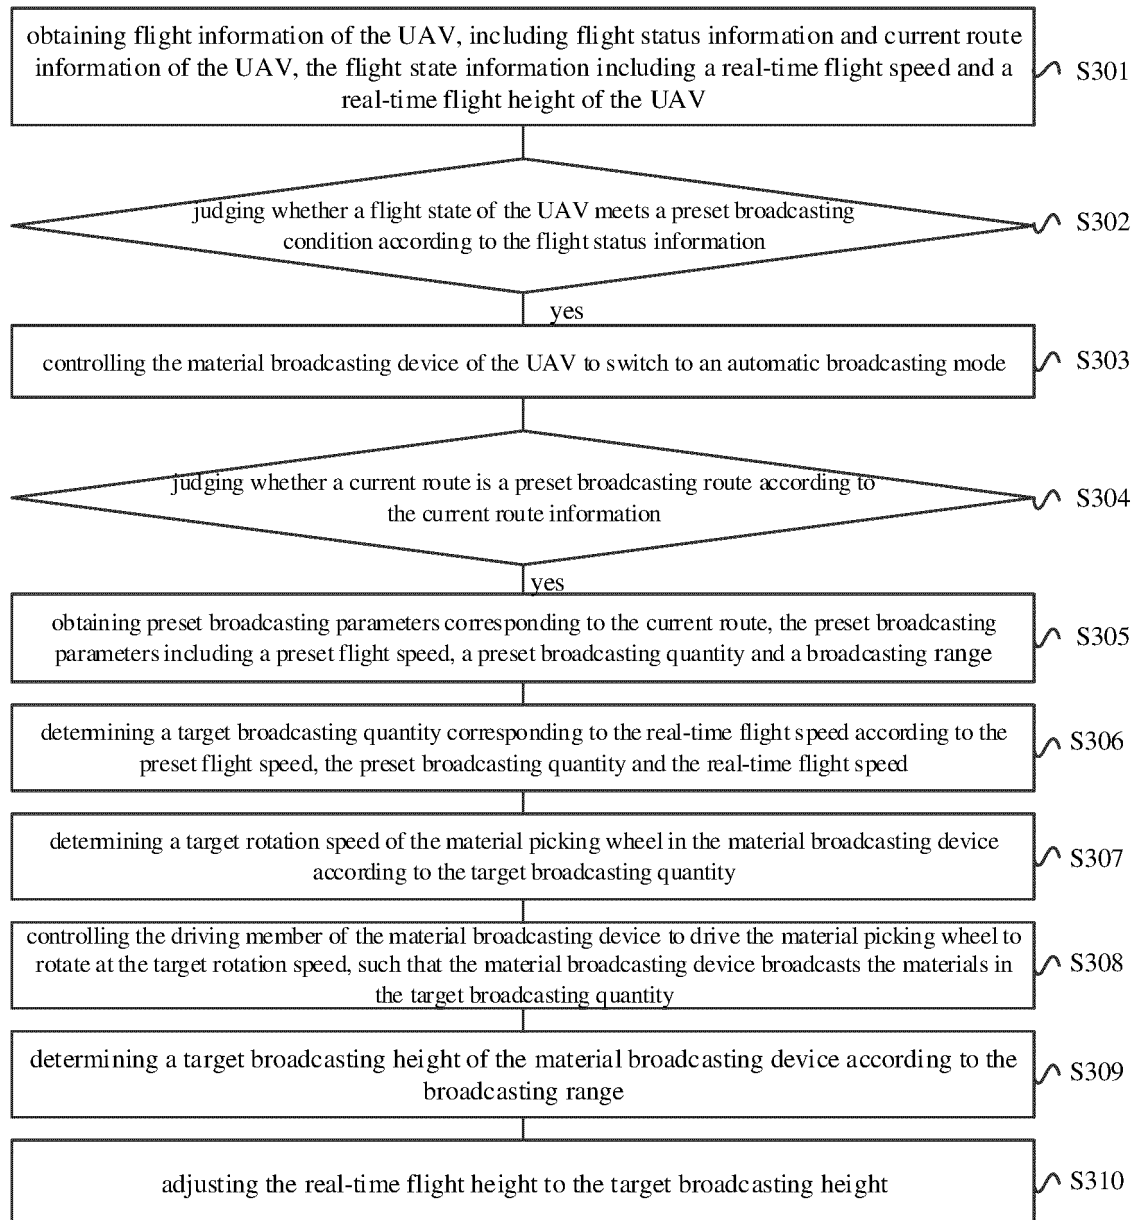 obtaining flight information of the UAV, including flight status information and current route
information of the UAV, the flight state information including a real-time flight speed and a
real-time flight height of the UAV
S301
judging whether a flight state of the UAV meets a preset broadcasting
condition according to the flight status information
S302
yes
controlling the material broadcasting device of the UAV to switch to an automatic broadcasting mode
S303
judging whether a current route is a preset broadcasting route according to
the current route information
S304
yes
obtaining preset broadcasting parameters corresponding to the current route, the preset broadcasting
parameters including a preset flight speed, a preset broadcasting quantity and a broadcasting range
S305
determining a target broadcasting quantity corresponding to the real-time flight speed according to the
preset flight speed, the preset broadcasting quantity and the real-time flight speed
S306
determining a target rotation speed of the material picking wheel in the material broadcasting device
according to the target broadcasting quantity
S307
controlling the driving member of the material broadcasting device to drive the material picking wheel to
rotate at the target rotation speed, such that the material broadcasting device broadcasts the materials in
the target broadcasting quantity
S308
determining a target broadcasting height of the material broadcasting device according to the
broadcasting range
S309
adjusting the real-time flight height to the target broadcasting height
S310